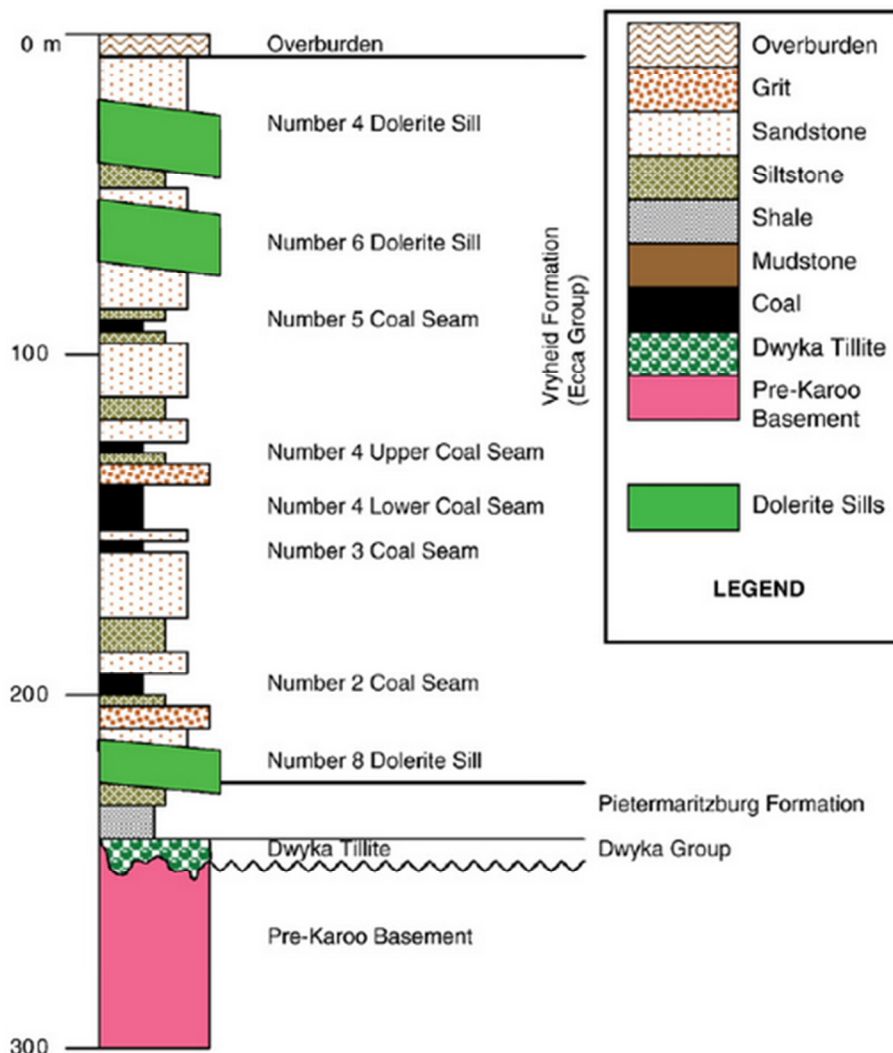 0 m
Overburden
Number 4 Dolerite Sill
Number 6 Dolerite Sill
Number 5 Coal Seam
100
Number 4 Upper Coal Seam
Number 4 Lower Coal Seam
Number 3 Coal Seam
Number 2 Coal Seam
200
Number 8 Dolerite Sill
Dwyka Tillite
Pre-Karoo Basement
300
Vryheid Formation
(Ecca Group)
Pietermaritzburg Formation
Dwyka Group
Overburden
Grit
Sandstone
Siltstone
Shale
Mudstone
Coal
Dwyka Tillite
Pre-Karoo
Basement
Dolerite Sills
LEGEND